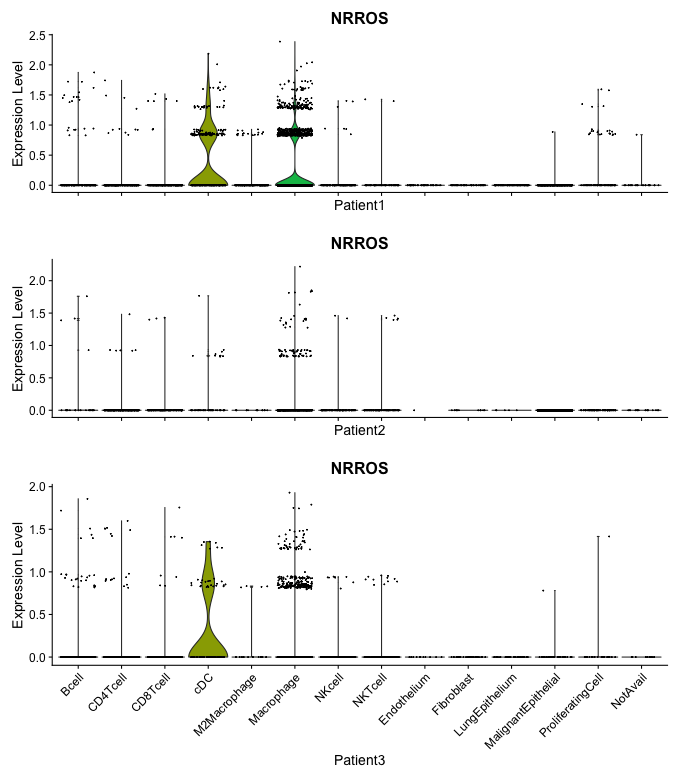 NRROS
Expression Level
2.5
2.0
1.5
1.0
0.5
0.0
Patient1
NRROS
Expression Level
2.0
1.5
1.0
0.5
0.0
Patient2
NRROS
Expression Level
2.0
1.5
1.0
0.5
0.0
Bcell
CD4Tcell
CD8Tcell
cDC
M2Macrophage
Macrophage
NKcell
NKTcell
Endothelium
Fibroblast
LungEpithelium
MalignantEpithelial
ProliferatingCell
NotAvail
Patient3